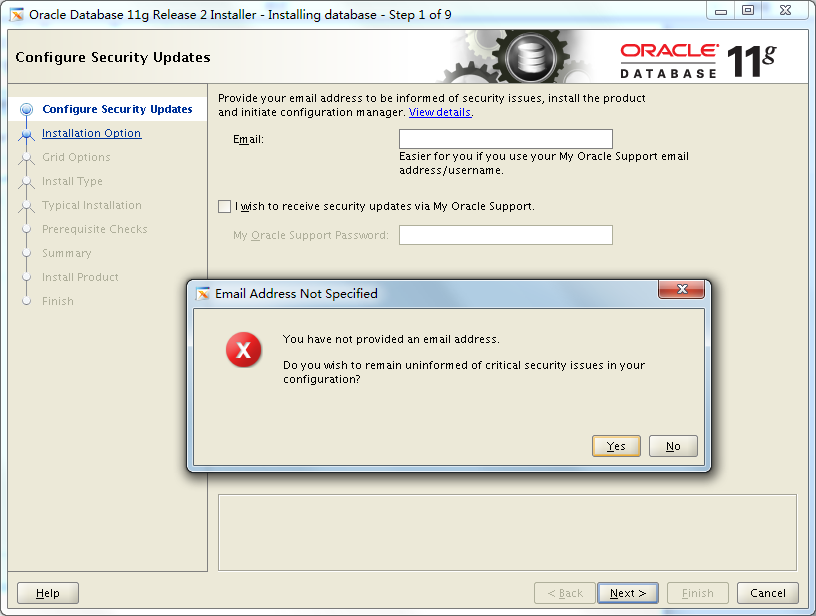 Oracle Database 11g Release 2 Installer - Installing database - Step 1 of 9
Configure Security Updates
ORACLE
DATABASE 11g
Configure Security Updates
Installation Option
Grid Options
Install Type
Typical Installation
Prerequisite Checks
Summary
Install Product
Finish
Provide your email address to be informed of security issues, install the product
and initiate configuration manager. View details.
Email:
Easier for you if you use your My Oracle Support email
address/username.
I wish to receive security updates via My Oracle Support.
My Oracle Support Password:
Email Address Not Specified
You have not provided an email address.
Do you wish to remain uninformed of critical security issues in your
configuration?
Yes
No
Help
< Back
Next >
Finish
Cancel